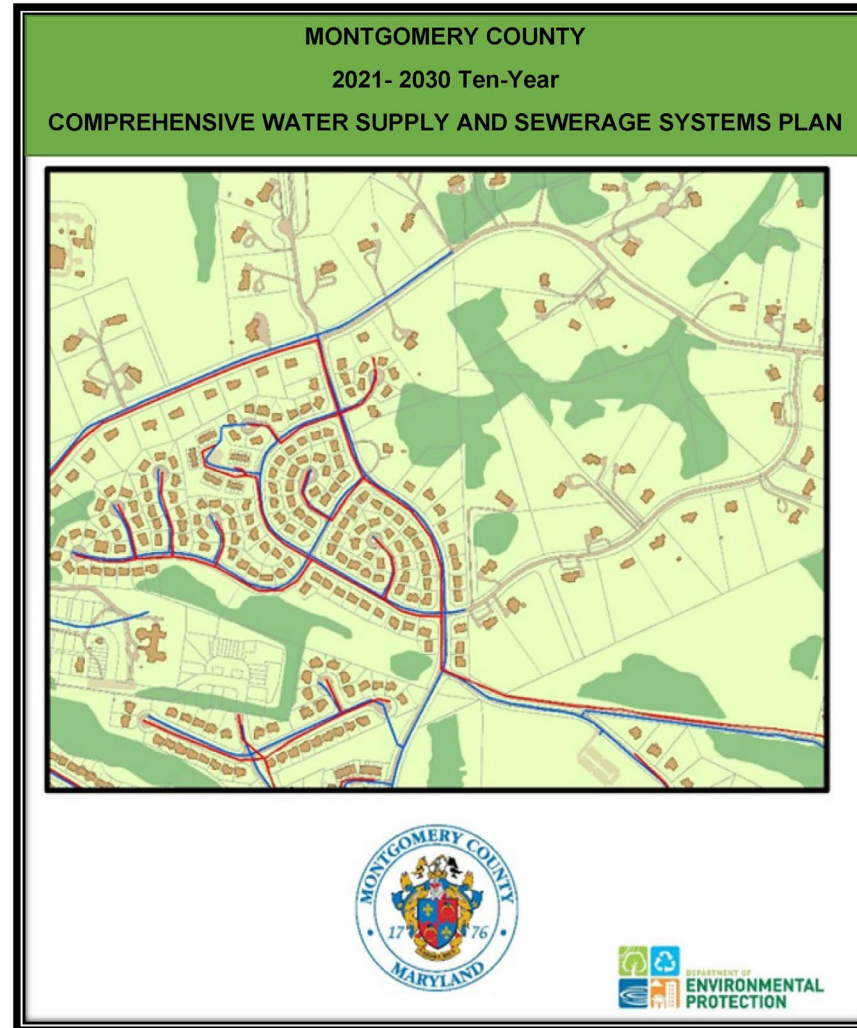 MONTGOMERY COUNTY
2021- 2030 Ten-Year
COMPREHENSIVE WATER SUPPLY AND SEWERAGE SYSTEMS PLAN
MONTGOMERY COUNTY
17 76
MARYLAND
DEPARTMENT OF
ENVIRONMENTAL
PROTECTION